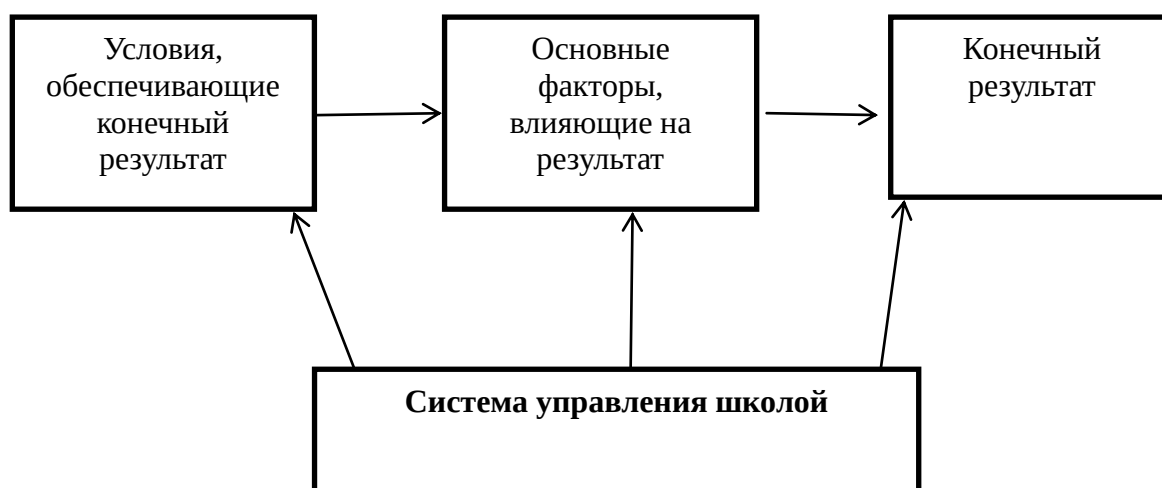 Условия,
обеспечивающие
конечный
результат
Основные
факторы,
влияющие на
результат
Конечный
результат
Система управления школой